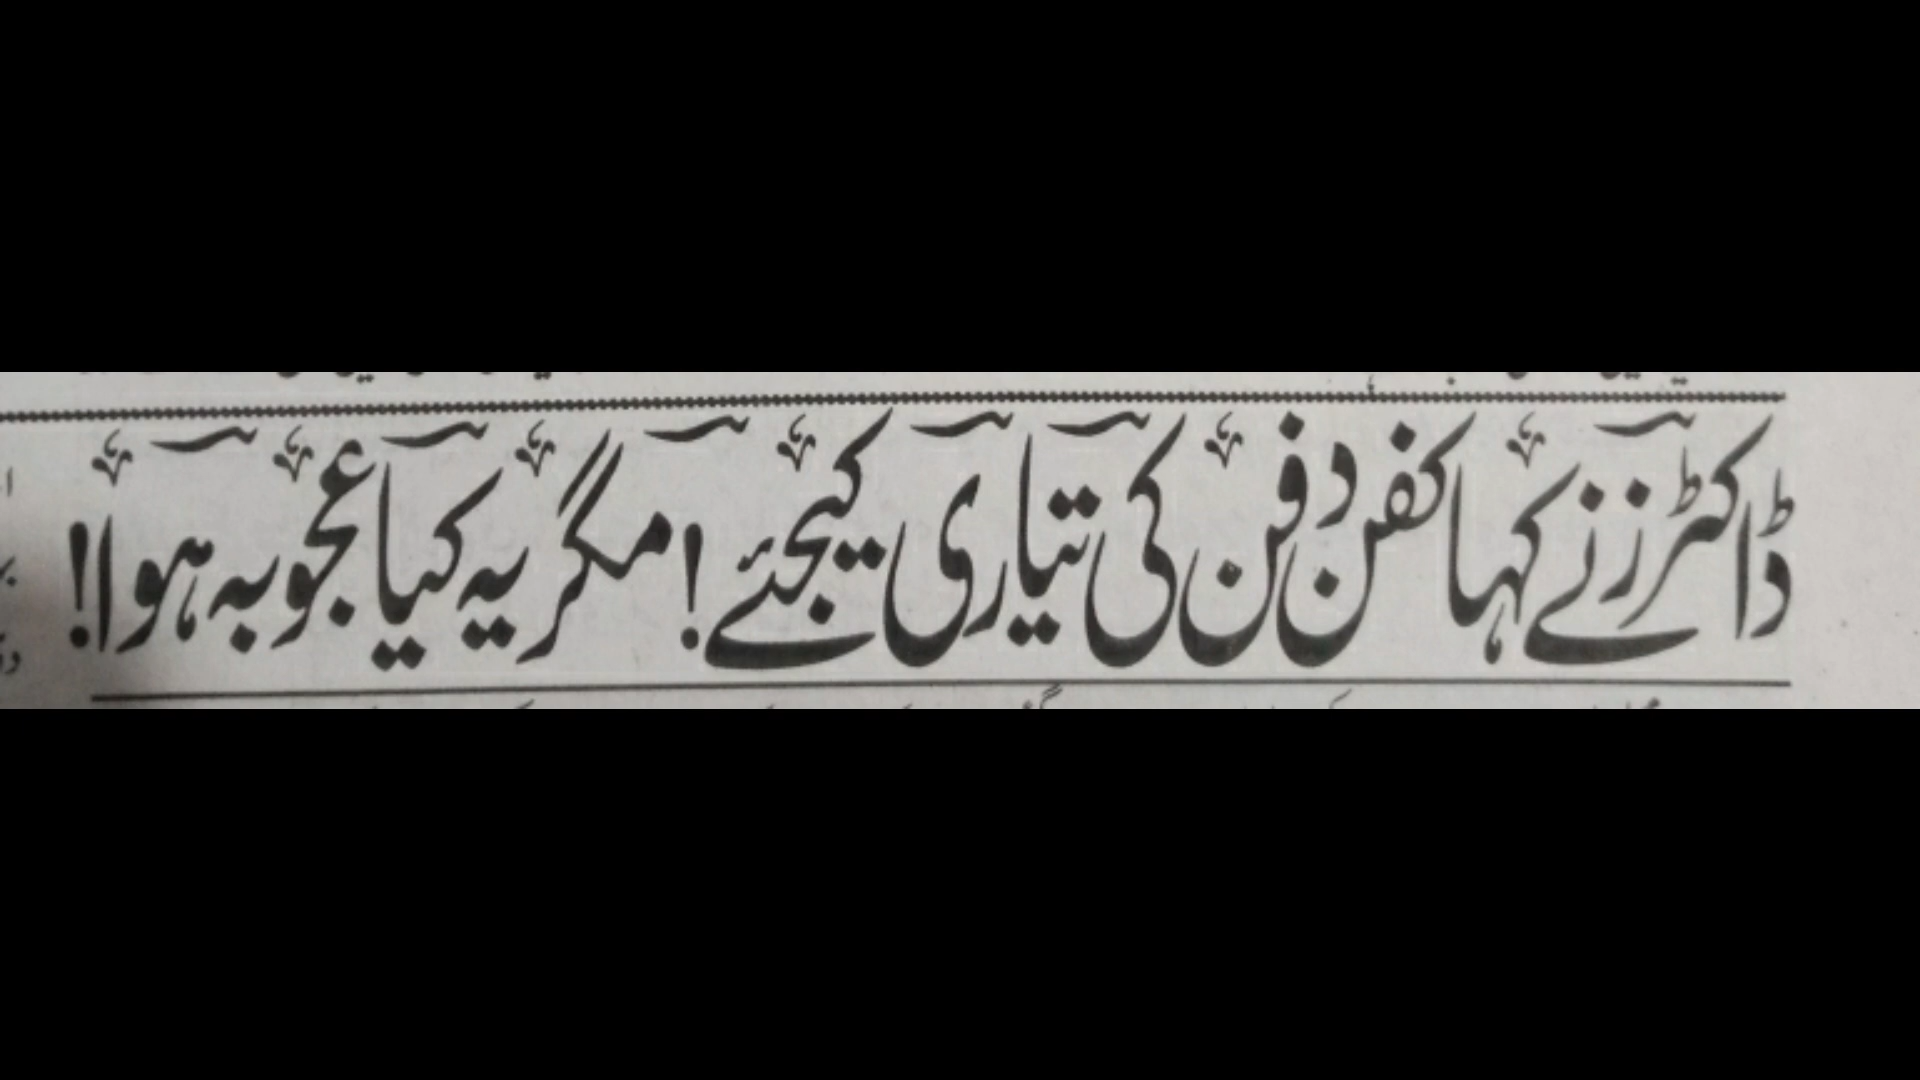 ڈاکٹرز نے کہا کفن دفن کی تیاری کیجئے! مگر یہ کیا عجوبہ ہوا!